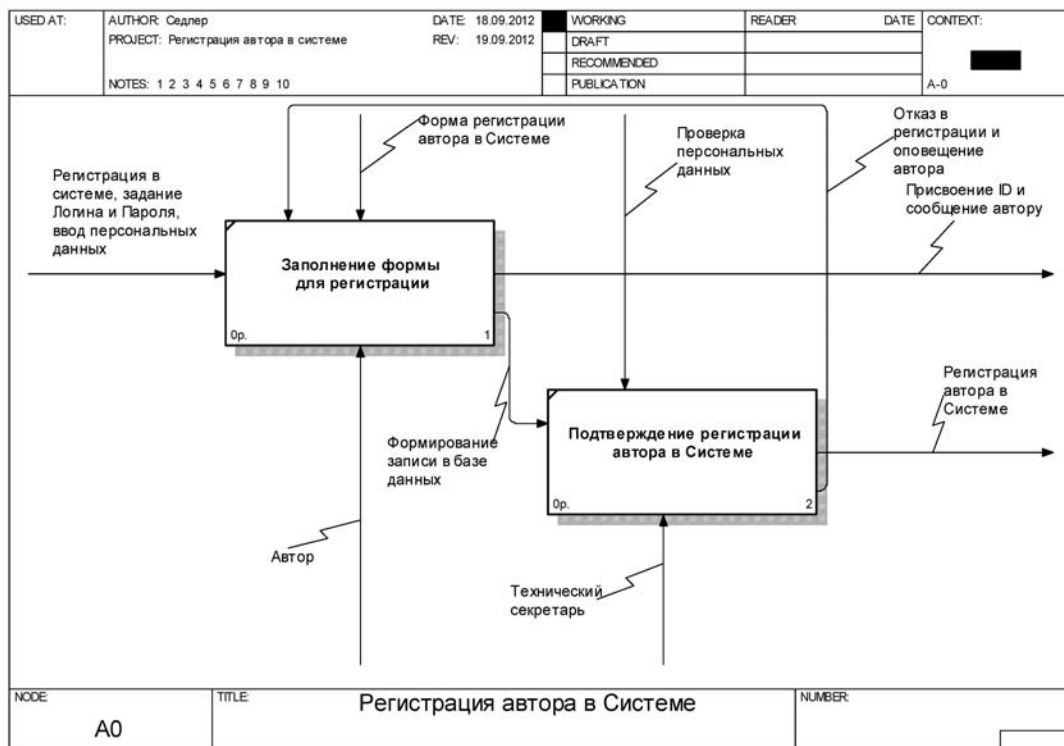 USED AT:
AUTHOR: Седлер
DATE: 18.09.2012
WORKING
READER
DATE
CONTEXT:
PROJECT: Регистрация автора в системе
REV: 19.09.2012
DRAFT
RECOMMENDED
NOTES: 1 2 3 4 5 6 7 8 9 10
PUBLICATION
A-0
Форма регистрации
автора в Системе
Проверка
персональных
данных
Отказ в
регистрации и
оповещение
автора
Присвоение ID и
сообщение автору
Регистрация в
системе, задание
Логина и Пароля,
ввод персональных
данных
Заполнение формы
для регистрации
0р.
1
Формирование
записи в базе
данных
Подтверждение регистрации
автора в Системе
0р.
2
Регистрация
автора в
Системе
Автор
Технический
секретарь
NODE:
A0
TITLE:
Регистрация автора в Системе
NUMBER: